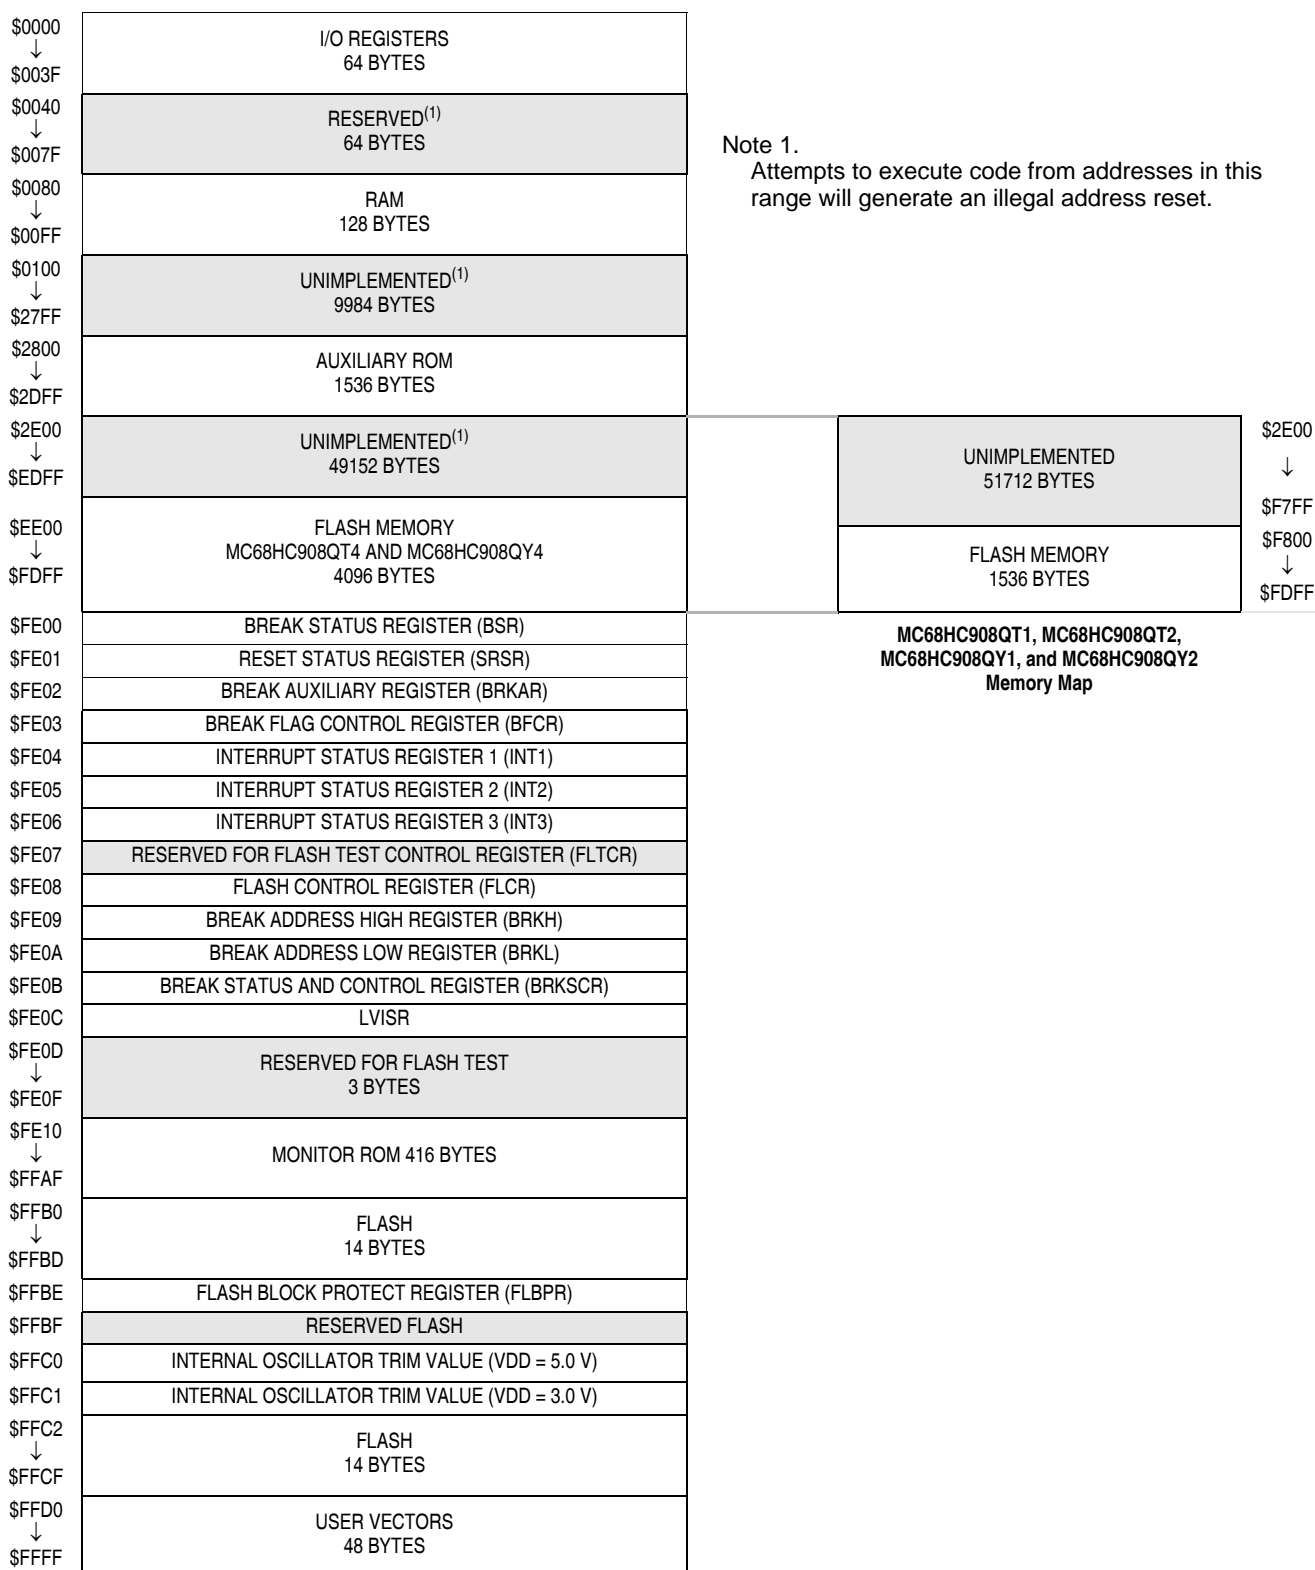 $0000
↓
$003F
I/O REGISTERS
64 BYTES
$0040
↓
$007F
RESERVED(1)
64 BYTES
Note 1.
Attempts to execute code from addresses in this
range will generate an illegal address reset.
$0080
↓
$00FF
RAM
128 BYTES
$0100
↓
$27FF
UNIMPLEMENTED(1)
9984 BYTES
$2800
↓
$2DFF
AUXILIARY ROM
1536 BYTES
$2E00
↓
$EDFF
UNIMPLEMENTED(1)
49152 BYTES
UNIMPLEMENTED
51712 BYTES
$2E00
↓
$F7FF
$EE00
↓
$FDFF
FLASH MEMORY
MC68HC908QT4 AND MC68HC908QY4
4096 BYTES
FLASH MEMORY
1536 BYTES
$F800
↓
$FDFF
MC68HC908QT1, MC68HC908QT2,
MC68HC908QY1, and MC68HC908QY2
Memory Map
$FE00 BREAK STATUS REGISTER (BSR)
$FE01 RESET STATUS REGISTER (SRSR)
$FE02 BREAK AUXILIARY REGISTER (BRKAR)
$FE03 BREAK FLAG CONTROL REGISTER (BFCR)
$FE04 INTERRUPT STATUS REGISTER 1 (INT1)
$FE05 INTERRUPT STATUS REGISTER 2 (INT2)
$FE06 INTERRUPT STATUS REGISTER 3 (INT3)
$FE07 RESERVED FOR FLASH TEST CONTROL REGISTER (FLTCR)
$FE08 FLASH CONTROL REGISTER (FLCR)
$FE09 BREAK ADDRESS HIGH REGISTER (BRKH)
$FE0A BREAK ADDRESS LOW REGISTER (BRKL)
$FE0B BREAK STATUS AND CONTROL REGISTER (BRKSCR)
$FE0C LVISR
$FE0D
↓
$FE0F
RESERVED FOR FLASH TEST
3 BYTES
$FE10
↓
$FFAF
MONITOR ROM 416 BYTES
$FFB0
↓
$FFBD
FLASH
14 BYTES
$FFBE FLASH BLOCK PROTECT REGISTER (FLBPR)
$FFBF RESERVED FLASH
$FFC0 INTERNAL OSCILLATOR TRIM VALUE (VDD = 5.0 V)
$FFC1 INTERNAL OSCILLATOR TRIM VALUE (VDD = 3.0 V)
$FFC2
↓
$FFCF
FLASH
14 BYTES
$FFD0
↓
$FFFF
USER VECTORS
48 BYTES